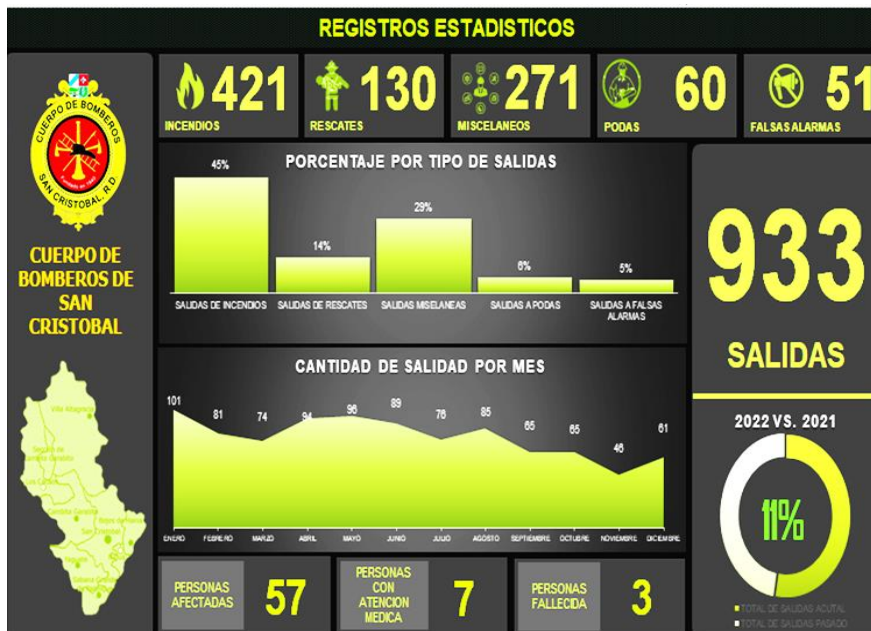 REGISTROS ESTADISTICOS
CUERPO DE BOMBEROS
SAN CRISTOBAL, R.D.
CUERPO DE
BOMBEROS DE
SAN
CRISTOBAL
Villa Altagracia
421
INCENDIOS
130
RESCATES
271
MISCELANEOS
60
PODAS
51
FALSAS ALARMAS
PORCENTAJE POR TIPO DE SALIDAS
45%
14%
29%
6%
5%
SALIDAS DE INCENDIOS
SALIDAS DE RESCATES
SALIDAS MISELANEAS
SALIDAS A PODAS
SALIDAS A FALSAS
ALARMAS
CANTIDAD DE SALIDAD POR MES
101
81
74
94
96
89
76
85
65
65
46
61
ENERO
FEBRERO
MARZO
ABRIL
MAYO
JUNIO
JULIO
AGOSTO
SEPTIEMBRE
OCTUBRE
NOVIEMBRE
DICIEMBRE
PERSONAS
AFECTADAS
57
PERSONAS
CON
ATENCION
MEDICA
7
PERSONAS
FALLECIDA
3
933
SALIDAS
2022 VS. 2021
11%
TOTAL DE SALIDAS ACUTAL
TOTAL DE SALIDAS PASADO